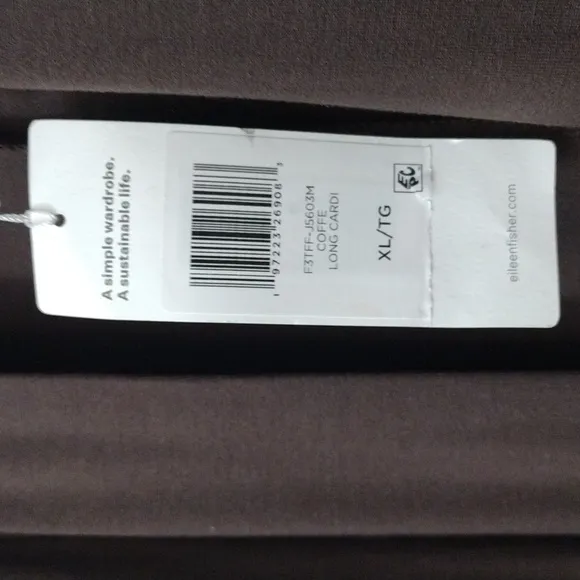 A simple wardrobe.
A sustainable life.
1 97223 26908 3
F3TFF-J5603M
COFFE
LONG CARDI
XL/TG
eileenfisher.com